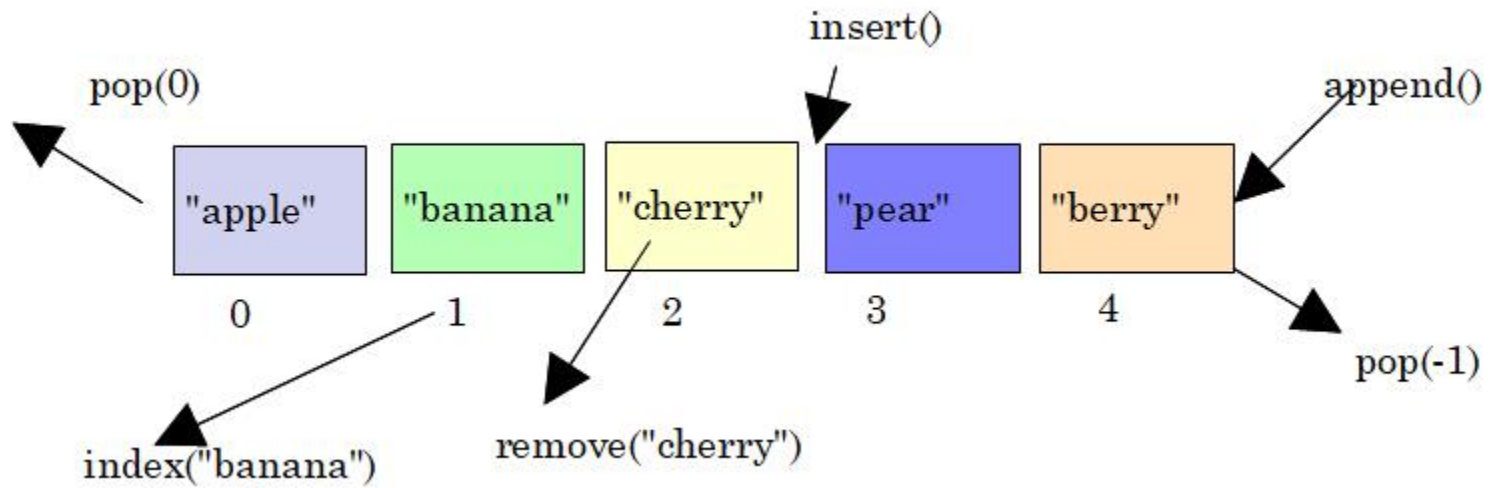 insert()
pop(0)
append()
"apple"
"banana"
"cherry"
"pear"
"berry"
0
1
2
3
4
pop(-1)
remove("cherry")
index("banana")